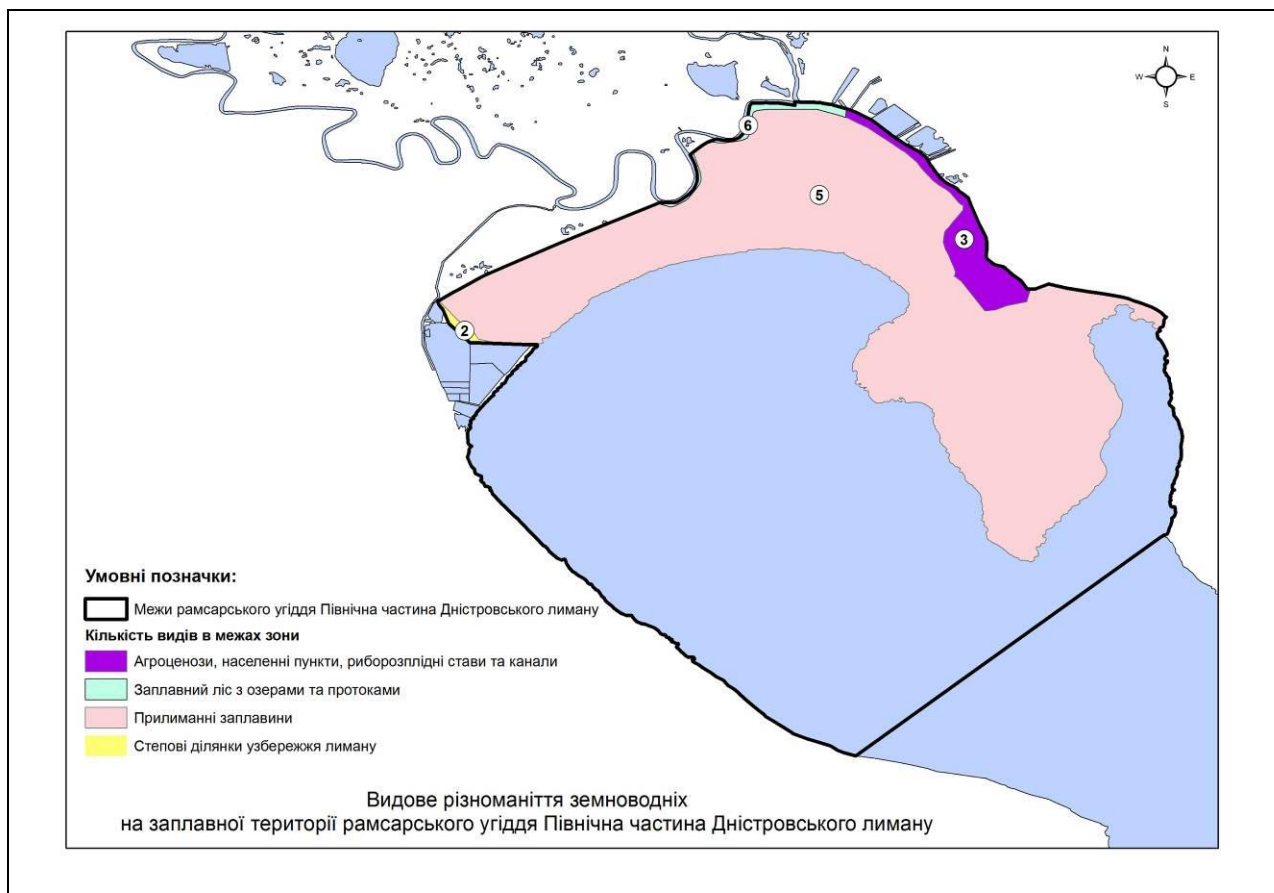 N
W E
S
6
5
3
2
Умовні позначки:
Межи рамсарського угіддя Північна частина Дністровського лиману
Кількість видів в межах зони
Агроценози, населенні пункти, риборозплідні стави та канали
Заплавний ліс з озерами та протоками
Прилиманні заплавини
Степові ділянки узбережжя лиману
Видове різноманіття земноводніх
на заплавної території рамсарського угіддя Північна частина Дністровського лиману